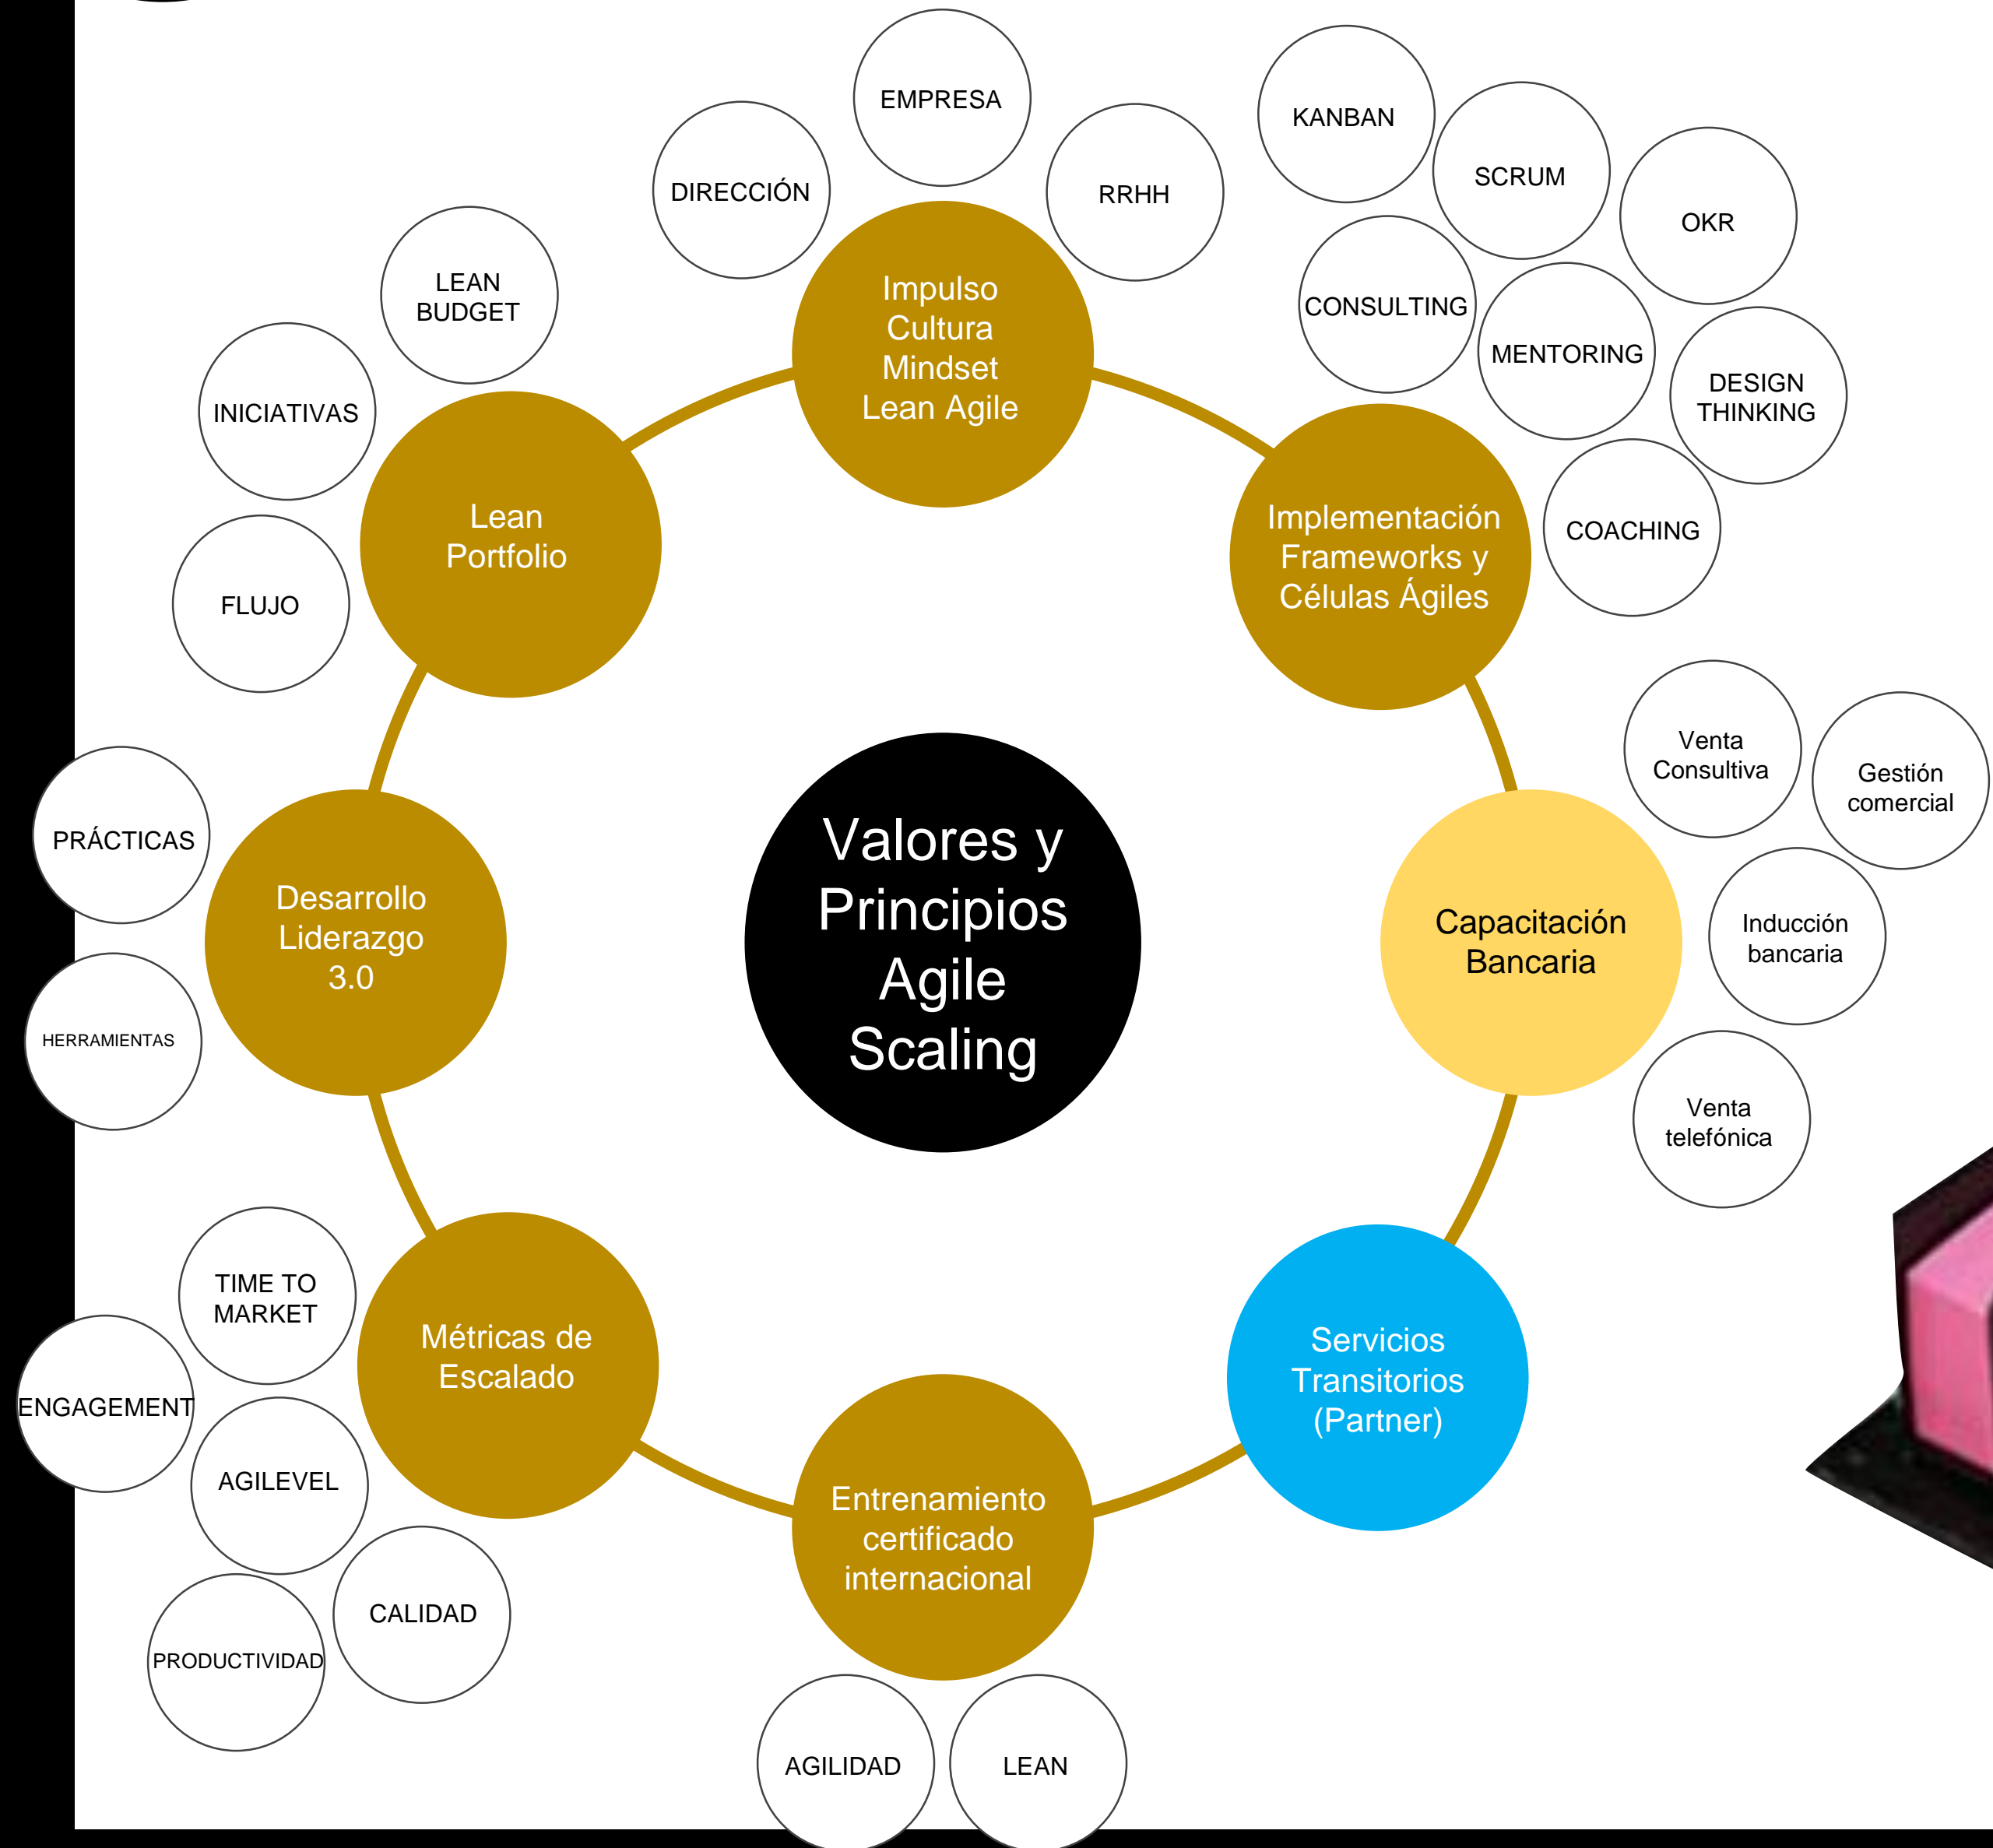 EMPRESA
DIRECCIÓN
RRHH
Impulso
Cultura
Mindset
Lean Agile
KANBAN
SCRUM
OKR
CONSULTING
MENTORING
DESIGN
THINKING
COACHING
Implementación
Frameworks y
Células Ágiles
Venta
Consultiva
Gestión
comercial
Inducción
bancaria
Venta
telefónica
Capacitación
Bancaria
Servicios
Transitorios
(Partner)
Entrenamiento
certificado
internacional
AGILIDAD
LEAN
Métricas de
Escalado
TIME TO
MARKET
ENGAGEMENT
AGILEVEL
CALIDAD
PRODUCTIVIDAD
Desarrollo
Liderazgo
3.0
PRÁCTICAS
HERRAMIENTAS
Lean
Portfolio
LEAN
BUDGET
INICIATIVAS
FLUJO
Valores y
Principios
Agile
Scaling